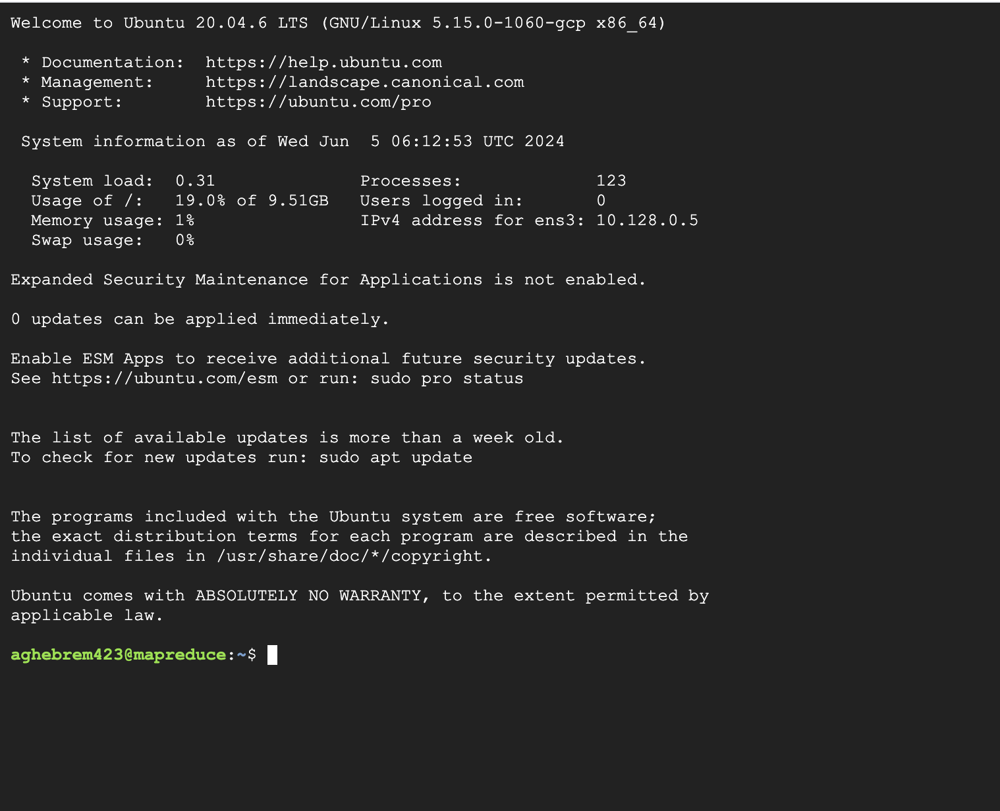 Welcome to Ubuntu 20.04.6 LTS (GNU/Linux 5.15.0-1060-gcp x86_64)
* Documentation:  https://help.ubuntu.com
* Management:     https://landscape.canonical.com
* Support:        https://ubuntu.com/pro
System information as of Wed Jun  5 06:12:53 UTC 2024
System load:  0.31              Processes:             123
Usage of /:   19.0% of 9.51GB   Users logged in:       0
Memory usage: 1%                IPv4 address for ens3: 10.128.0.5
Swap usage:   0%
Expanded Security Maintenance for Applications is not enabled.
0 updates can be applied immediately.
Enable ESM Apps to receive additional future security updates.
See https://ubuntu.com/esm or run: sudo pro status
The list of available updates is more than a week old.
To check for new updates run: sudo apt update
The programs included with the Ubuntu system are free software;
the exact distribution terms for each program are described in the
individual files in /usr/share/doc/*/copyright.
Ubuntu comes with ABSOLUTELY NO WARRANTY, to the extent permitted by
applicable law.
aghebrem423@mapreduce:~$